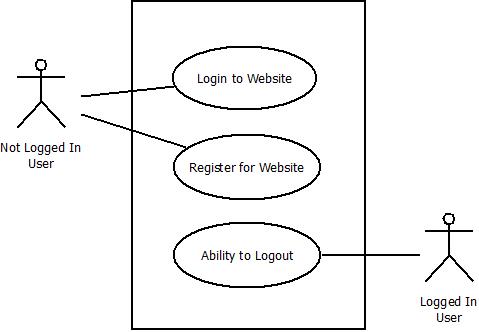 Login to Website
Not Logged In
User
Register for Website
Ability to Logout
Logged In
User